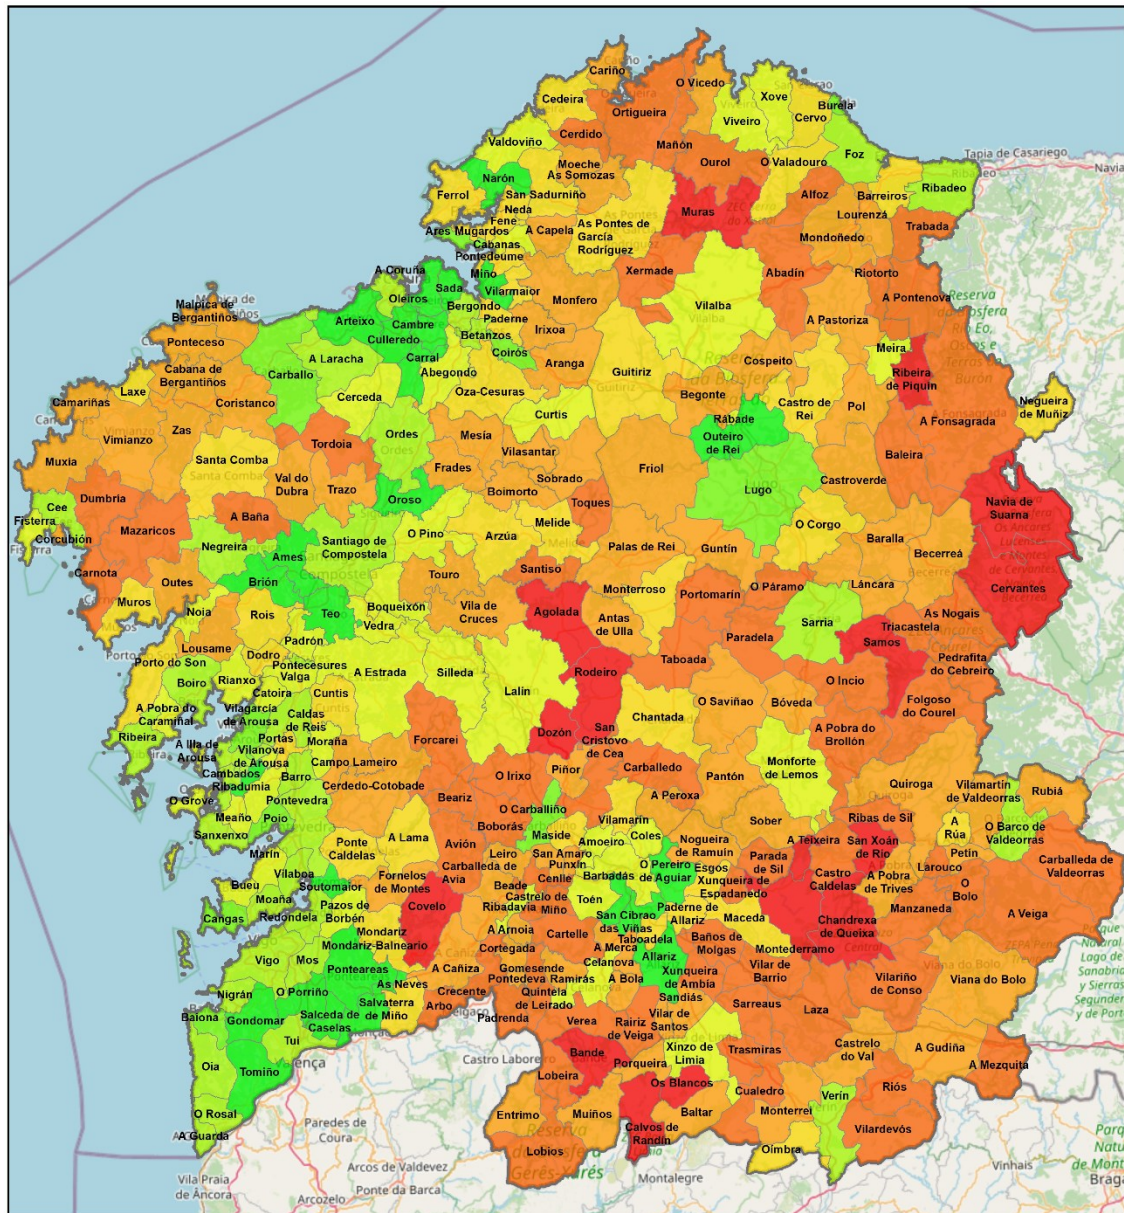 Cariño
O Vicedo
Cedeira
Ortigueira
Xove
Burela
Viveiro
Cervo
Cerdido
Valdoviño
Mañón
Foz
Tapia de Casariego
Navia
Moeche
Ourol
O Valadouro
As Somozas
Narón
Ribadeo
Ferrol
San Sadurniño
Alfoz
Barreiros
Neda
Muras
Lourenzá
Fene
As Pontes de
García
Rodríguez
Trabada
Ares
Mugardos
A Capela
Mondoñedo
Cabanas
Pontedeume
A Coruña
Miño
Xermade
Abadín
Riotorto
Sada
Oleiros
Vilarmaior
Monfero
A Pontenova
Malpica de
Bergantiños
Bergondo
Vilalba
Arteixo
Cambre
Paderne
A Pastoriza
Ponteceso
Culleredo
Betanzos
Irixoa
Meira
A Laracha
Carral
Coirós
Aranga
Cospeito
Ribeira
de Piquín
Cabana de
Bergantiños
Carballo
Abegondo
Guitiriz
Laxe
Oza-Cesuras
Begonte
Castro de
Rei
Negueira
de Muñiz
Camariñas
Coristanco
Cerceda
Pol
Curtis
Rábade
A Fonsagrada
Zas
Ordes
Mesía
Outeiro
de Rei
Vimianzo
Tordoia
Vilasantar
Baleira
Muxia
Santa Comba
Frades
Friol
Val do
Dubra
Trazo
Sobrado
Castroverde
Boimorto
Lugo
Dumbria
Oroso
Toques
Navia de
Suarna
Cee
A Baña
Melide
O Corgo
Fisterra
Mazaricos
Santiago de
Compostela
O Pino
Arzúa
Baralla
Corcubión
Negreira
Ames
Palas de Rei
Guntín
Becerreá
Carnota
Brión
Touro
Santiso
O Páramo
Láncara
Outes
Monterroso
Portomarín
Cervantes
Muros
Noia
Rois
Teo
Boqueixón
Vila de
Cruces
Agolada
As Nogais
Vedra
Antas
de Ulla
Sarria
Triacastela
Lousame
Padrón
Paradela
Samos
Dodro
Porto do Son
Pontecesures
Valga
A Estrada
Silleda
Taboada
Pedrafita
do Cebreiro
Rianxo
Rodeiro
O Incio
Boiro
Catoira
Cuntis
Lalín
O Saviñao
Bóveda
Folgoso
do Courel
A Pobra do
Caramiñal
Vilagarcía
de Arousa
Caldas
de Reis
Chantada
Ribeira
Portas
Moraña
Forcarei
Dozón
San
Cristovo
de Cea
A Pobra do
Brollón
A Illa de
Arousa
Vilanova
de Arousa
Campo Lameiro
Monforte
de Lemos
Cambados
Ribadumia
Barro
O Irixo
Piñor
Carballedo
Pantón
Quiroga
Vilamartín
de Valdeorras
Rubiá
Cerdedo-Cotobade
O Grove
Meaño
Pontevedra
Beariz
A Peroxa
Poio
O Carballiño
Sober
Ribas de Sil
A
Rúa
O Barco de
Valdeorras
Sanxenxo
Boborás
Vilamarín
A Lama
Maside
Coles
Nogueira
de Ramuín
A Teixeira
San Xoán
de Río
Petín
Marín
Ponte
Caldelas
Avión
Leiro
San Amaro
Amoeiro
Parada
de Sil
Carballeda de
Valdeorras
Vilaboa
Punxín
O Pereiro
de Aguiar
Esgos
Castro
Caldelas
A Pobra
de Trives
Larouco
Bueu
Soutomaior
Fornelos
de Montes
Carballeda de
Avia
Cenlle
Barbadás
Xunqueira de
Espadanedo
O
Bolo
Moaña
Beade
Castrelo de
Miño
Toén
Manzaneda
Cangas
Redondela
Pazos de
Borbén
Covelo
Ribadavia
San Cibrao
das Viñas
Paderne de
Allariz
Maceda
Chandrexa
de Queixa
A Veiga
Mondariz
A Arnoia
Cartelle
Taboadela
Vigo
Mos
Mondariz-Balneario
Cortegada
A Merca
Allariz
Baños de
Molgas
Montederramo
Ponteareas
A Cañiza
Gomesende
Celanova
Vilar de
Barrio
Vilariño
de Conso
Viana do Bolo
Nigrán
O Porriño
As Neves
Crecente
Pontedeva
Ramirás
A Bola
Xunqueira
de Ambía
Baiona
Gondomar
Salceda de
Caselas
Salvaterra
de Miño
Arbo
Quintela
de Leirado
Sandiás
Sarreaus
Laza
Padrenda
Verea
Rairiz
de Veiga
Vilar de
Santos
Tui
Oia
Tomiño
Castro Laboreiro
Bande
Xinzo de
Limia
Trasmiras
Castrelo
do Val
A Gudiña
Lobeira
Porqueira
A Mezquita
O Rosal
Os Blancos
Cualedro
Verín
Riós
A Guarda
Paredes de
Coura
Entrimo
Muíños
Baltar
Monterrei
Calvos de
Randín
Vilardevós
Lobios
Oímbra
Vila Praia
de Âncora
Arcos de Valdevez
Ponte da Barca
Montalegre
Vinhais
Arcozelo